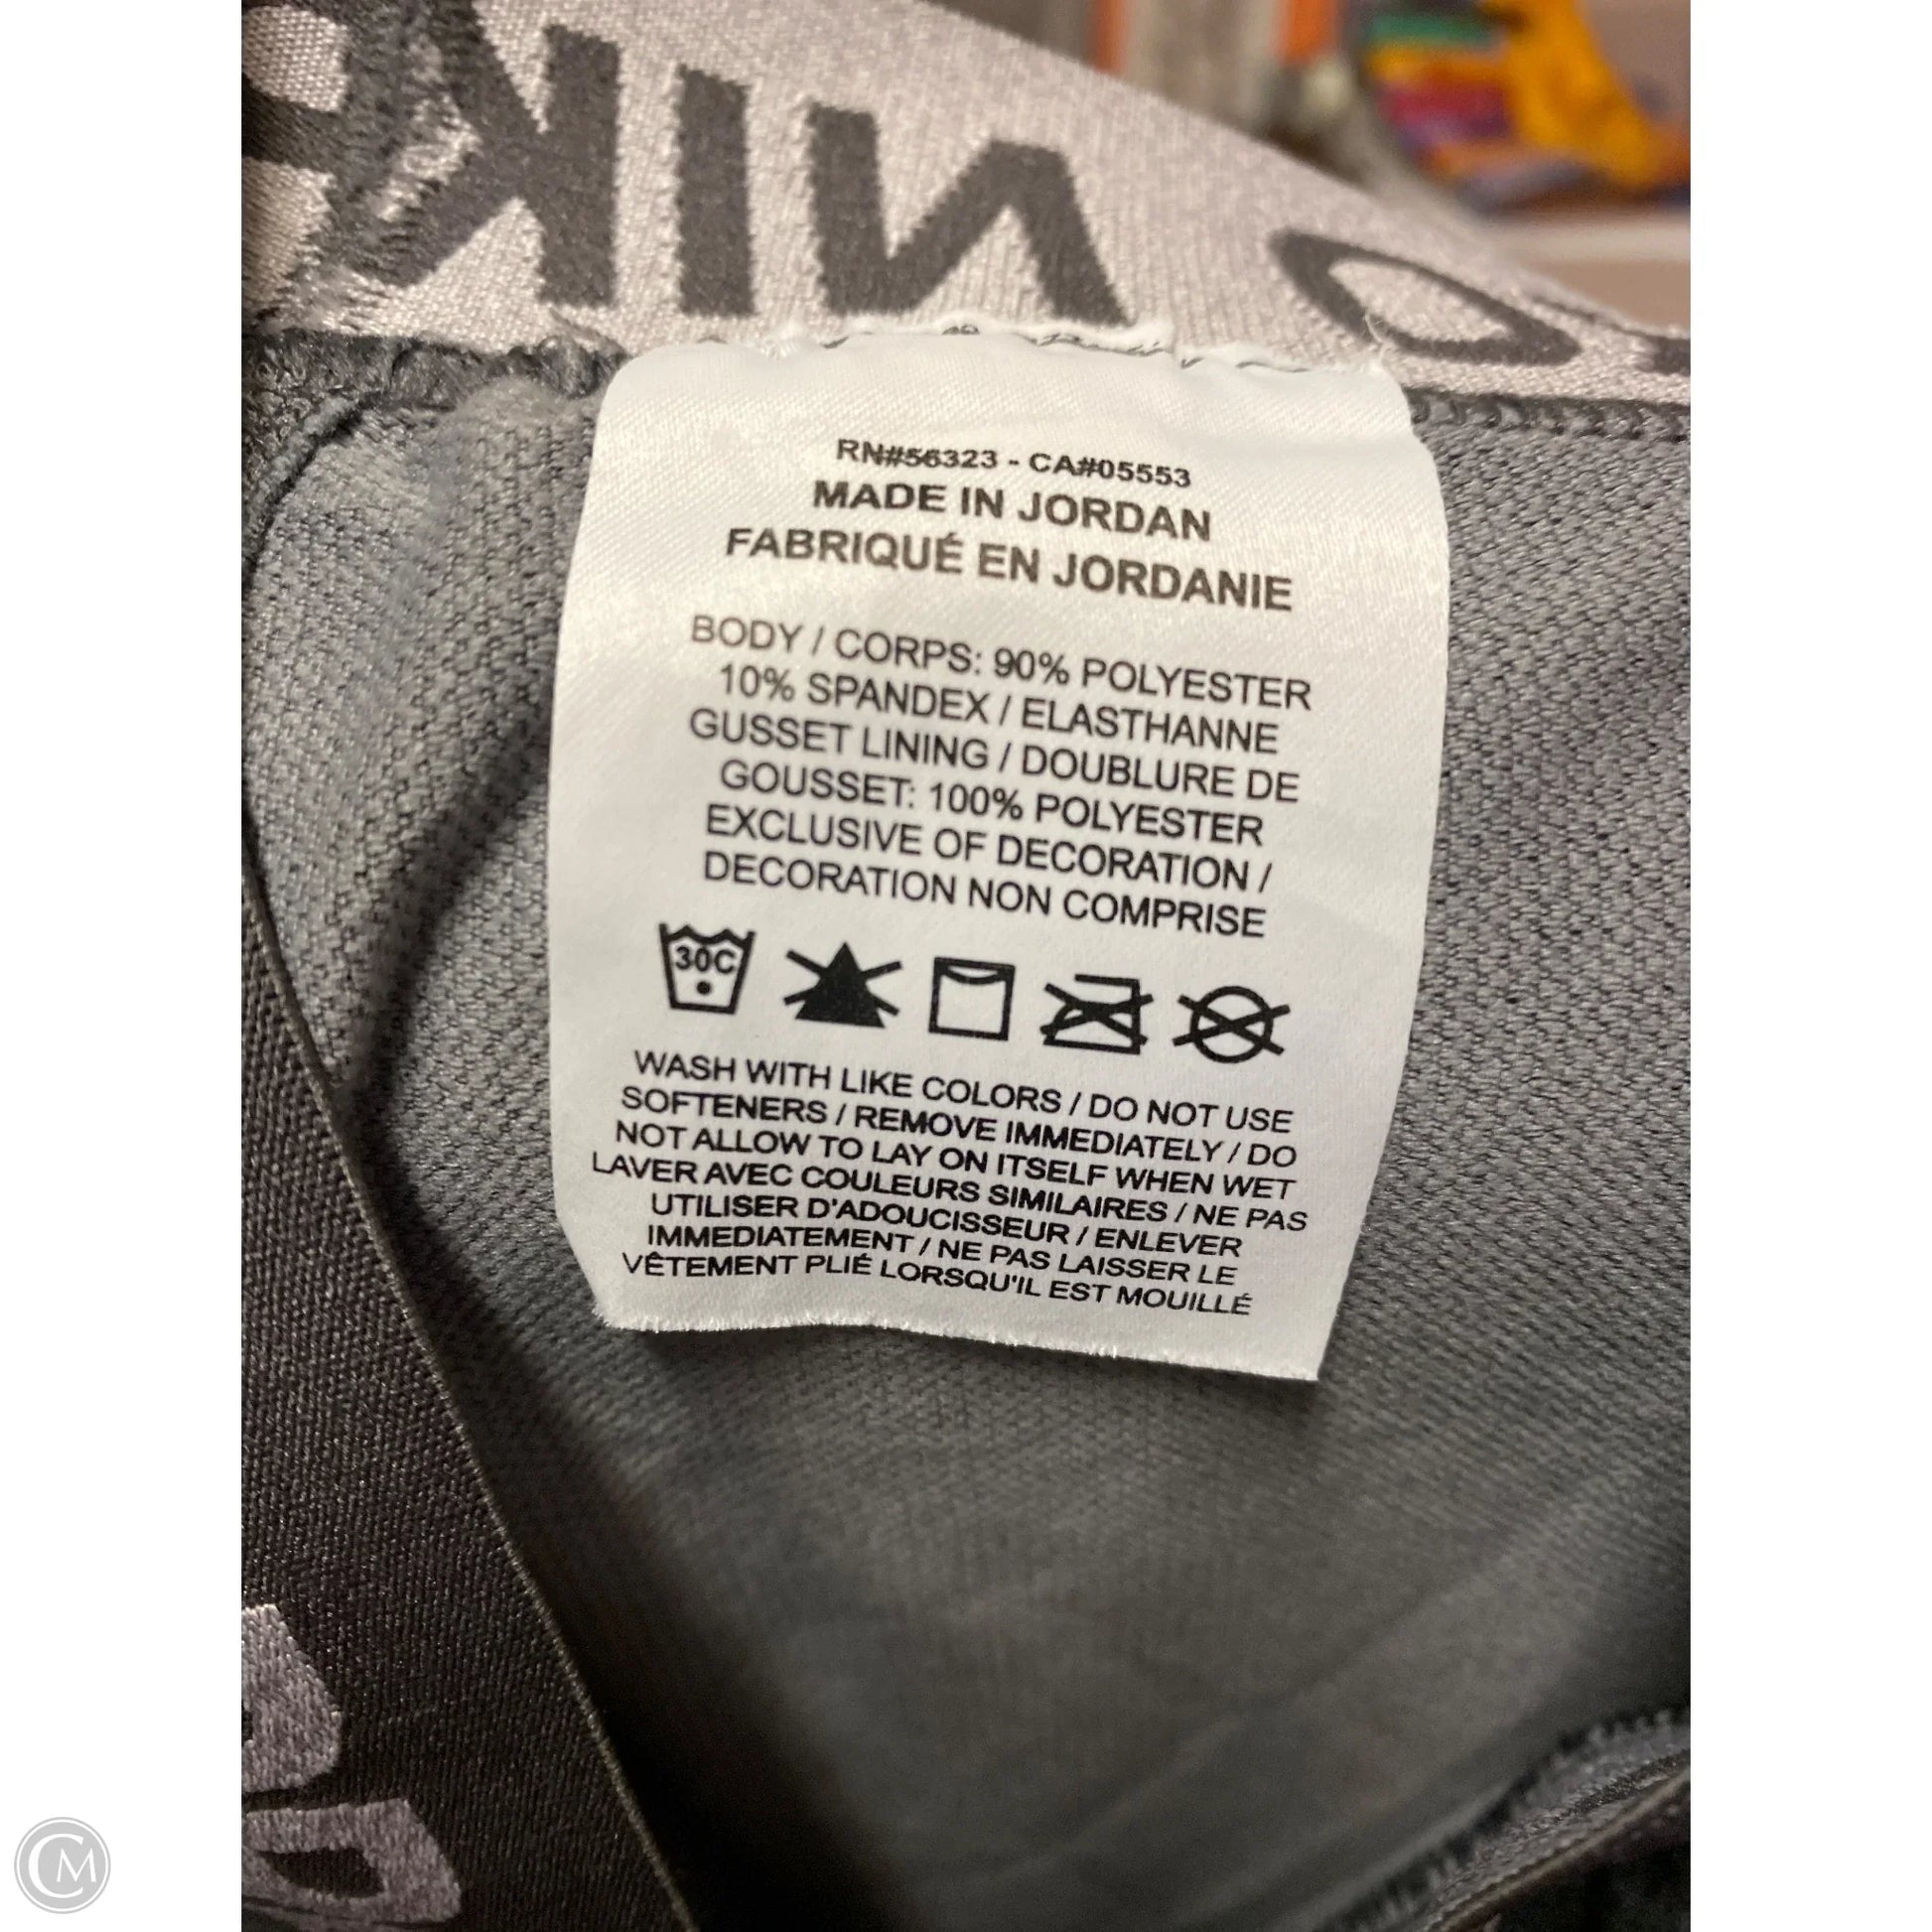 NIKE
RN#56323 - CA#05553
MADE IN JORDAN
FABRIQUÉ EN JORDANIE
BODY / CORPS: 90% POLYESTER
10% SPANDEX / ELASTHANNE
GUSSET LINING / DOUBLURE DE
GOUSSET: 100% POLYESTER
EXCLUSIVE OF DECORATION /
DECORATION NON COMPRISE
30C
WASH WITH LIKE COLORS / DO NOT USE
SOFTENERS / REMOVE IMMEDIATELY / DO
NOT ALLOW TO LAY ON ITSELF WHEN WET
LAVER AVEC COULEURS SIMILAIRES / NE PAS
UTILISER D'ADOUCISSEUR / ENLEVER
IMMEDIATEMENT / NE PAS LAISSER LE
VÊTEMENT PLIÉ LORSQU'IL EST MOUILLÉ
CM